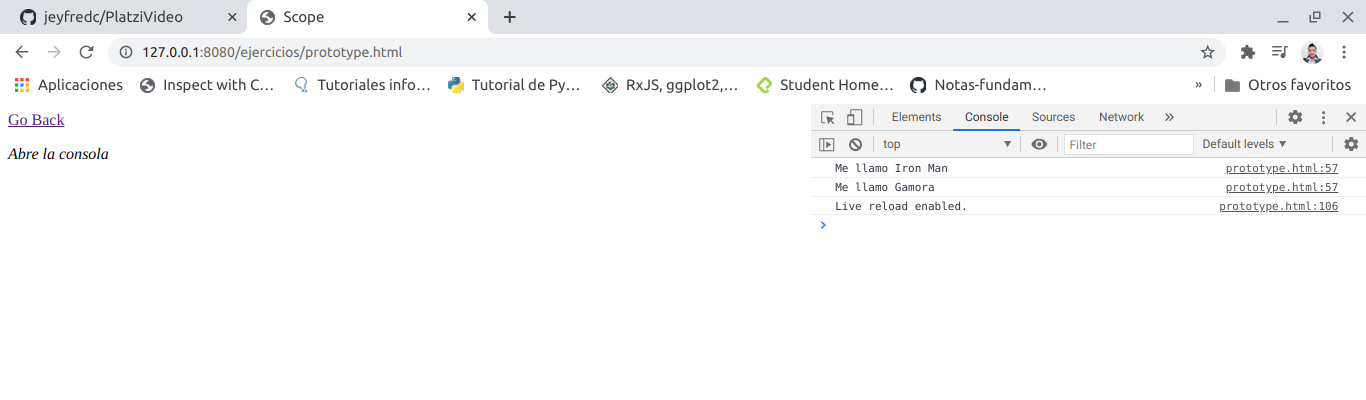 jeyfredc/PlatziVideo
Scope
127.0.0.1:8080/ejercicios/prototype.html
Aplicaciones Inspect with C… Tutoriales info… Tutorial de Py… RxJS, ggplot2,… Student Home… Notas-fundam… » Otros favoritos
Go Back
Abre la consola
Elements Console Sources Network »
top Filter Default levels ▼
Me llamo Iron Man prototype.html:57
Me llamo Gamora prototype.html:57
Live reload enabled. prototype.html:106